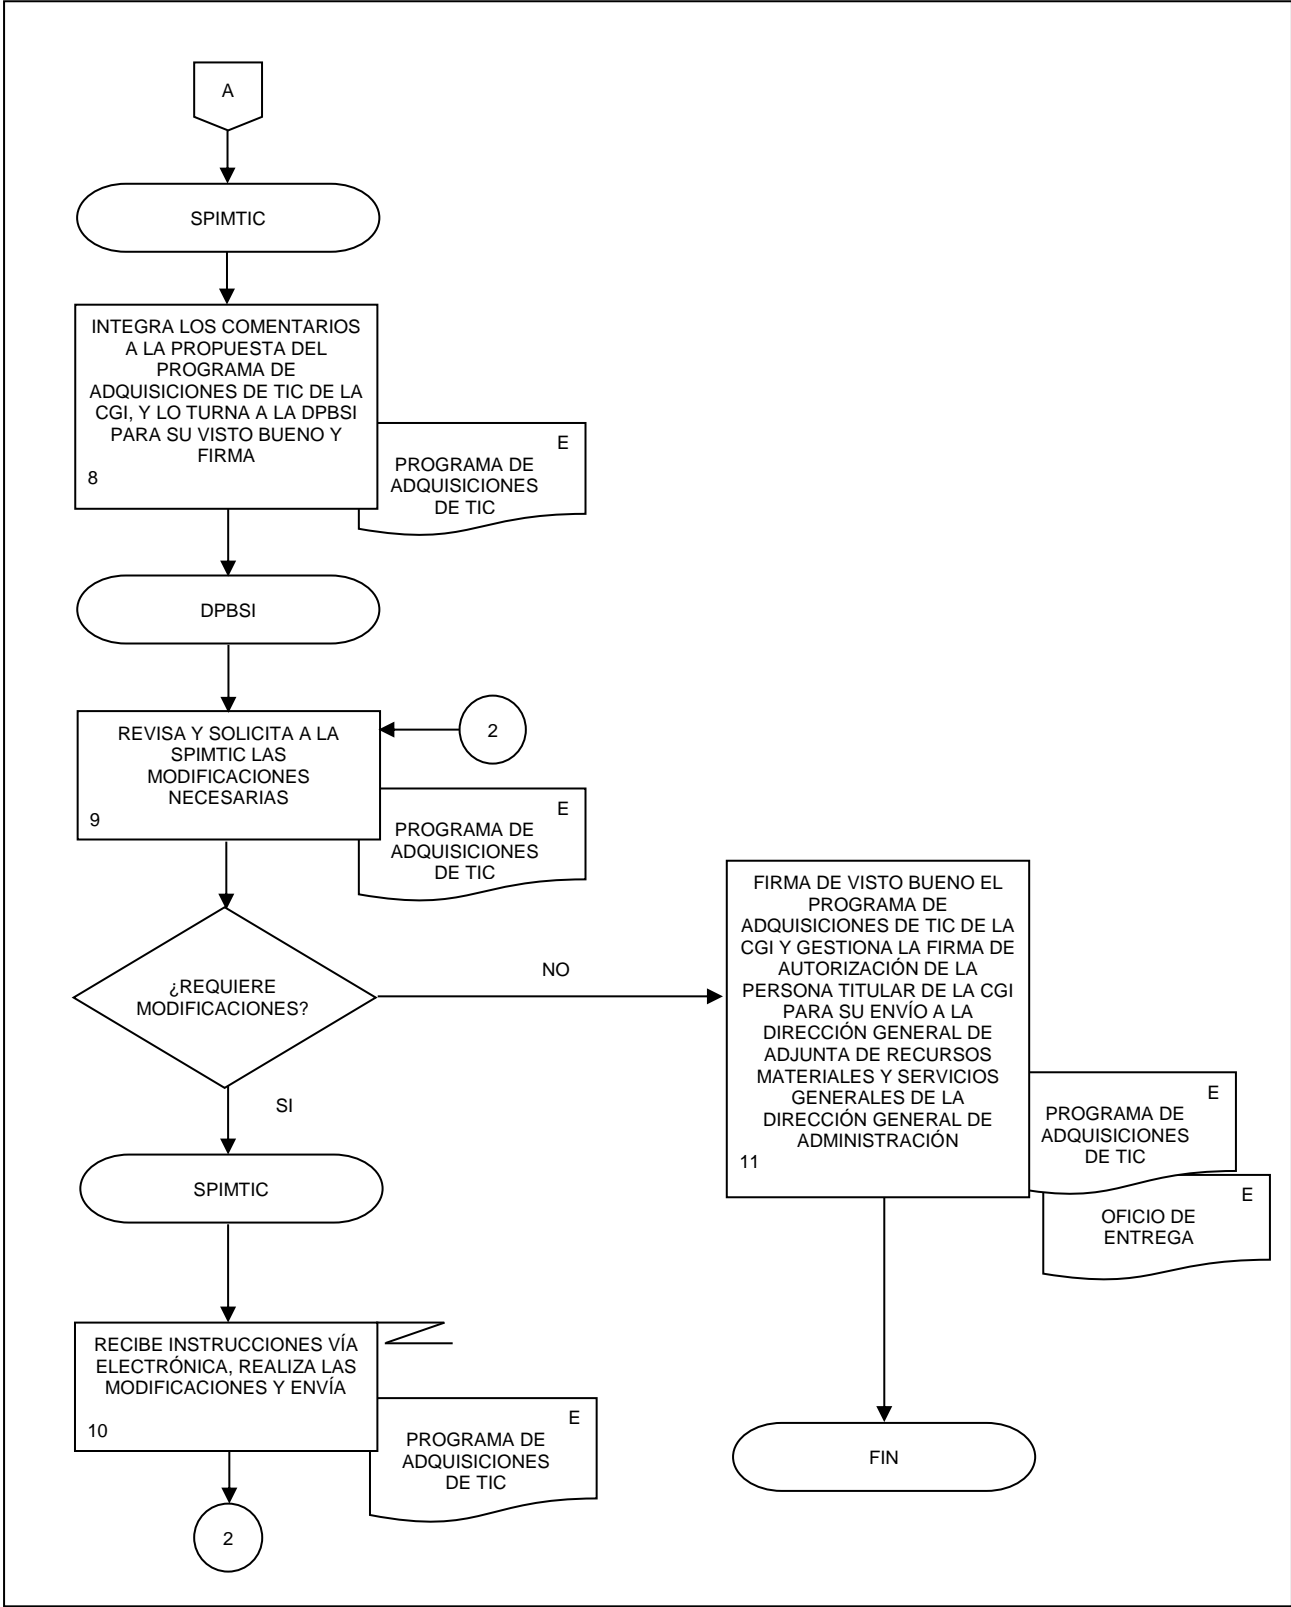 A
SPIMTIC
INTEGRA LOS COMENTARIOS
A LA PROPUESTA DEL
PROGRAMA DE
ADQUISICIONES DE TIC DE LA
CGI, Y LO TURNA A LA DPBSI
PARA SU VISTO BUENO Y
FIRMA
8
E
PROGRAMA DE
ADQUISICIONES
DE TIC
DPBSI
REVISA Y SOLICITA A LA
SPIMTIC LAS
MODIFICACIONES
NECESARIAS
9
2
E
PROGRAMA DE
ADQUISICIONES
DE TIC
¿REQUIERE
MODIFICACIONES?
NO
SI
FIRMA DE VISTO BUENO EL
PROGRAMA DE
ADQUISICIONES DE TIC DE LA
CGI Y GESTIONA LA FIRMA DE
AUTORIZACIÓN DE LA
PERSONA TITULAR DE LA CGI
PARA SU ENVÍO A LA
DIRECCIÓN GENERAL DE
ADJUNTA DE RECURSOS
MATERIALES Y SERVICIOS
GENERALES DE LA
DIRECCIÓN GENERAL DE
ADMINISTRACIÓN
11
E
PROGRAMA DE
ADQUISICIONES
DE TIC
E
OFICIO DE
ENTREGA
SPIMTIC
RECIBE INSTRUCCIONES VÍA
ELECTRÓNICA, REALIZA LAS
MODIFICACIONES Y ENVÍA
10
E
PROGRAMA DE
ADQUISICIONES
DE TIC
FIN
2